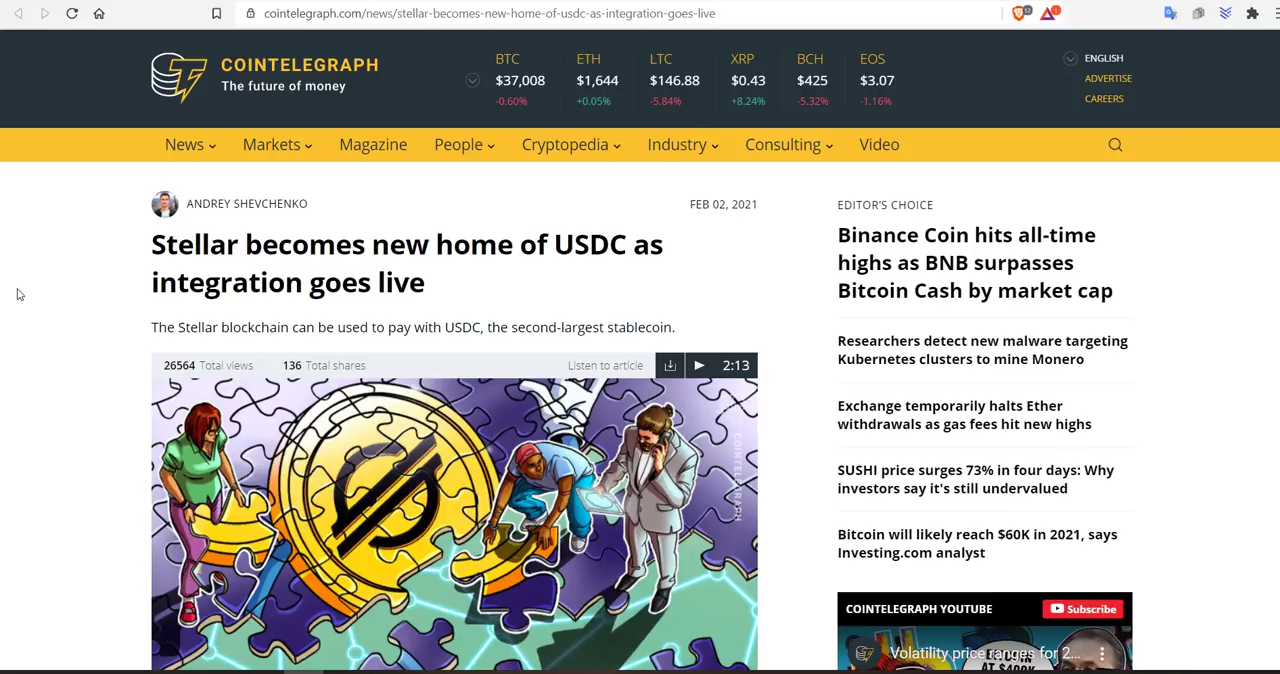 cointelegraph.com/news/stellar-becomes-new-home-of-usdc-as-integration-goes-live
12
1
COINTELEGRAPH
The future of money
BTC
$37,008
-0.60%
ETH
$1,644
+0.05%
LTC
$146.88
-5.84%
XRP
$0.43
+8.24%
BCH
$425
-5.32%
EOS
$3.07
-1.16%
ENGLISH
ADVERTISE
CAREERS
News
Markets
Magazine
People
Cryptopedia
Industry
Consulting
Video
ANDREY SHEVCHENKO
FEB 02, 2021
Stellar becomes new home of USDC as
integration goes live
The Stellar blockchain can be used to pay with USDC, the second-largest stablecoin.
26564 Total views
136 Total shares
Listen to article
2:13
COINTELEGRAPH
EDITOR'S CHOICE
Binance Coin hits all-time
highs as BNB surpasses
Bitcoin Cash by market cap
Researchers detect new malware targeting
Kubernetes clusters to mine Monero
Exchange temporarily halts Ether
withdrawals as gas fees hit new highs
SUSHI price surges 73% in four days: Why
investors say it's still undervalued
Bitcoin will likely reach $60K in 2021, says
Investing.com analyst
COINTELEGRAPH YOUTUBE
Subscribe
Volatility price ranges for 2...